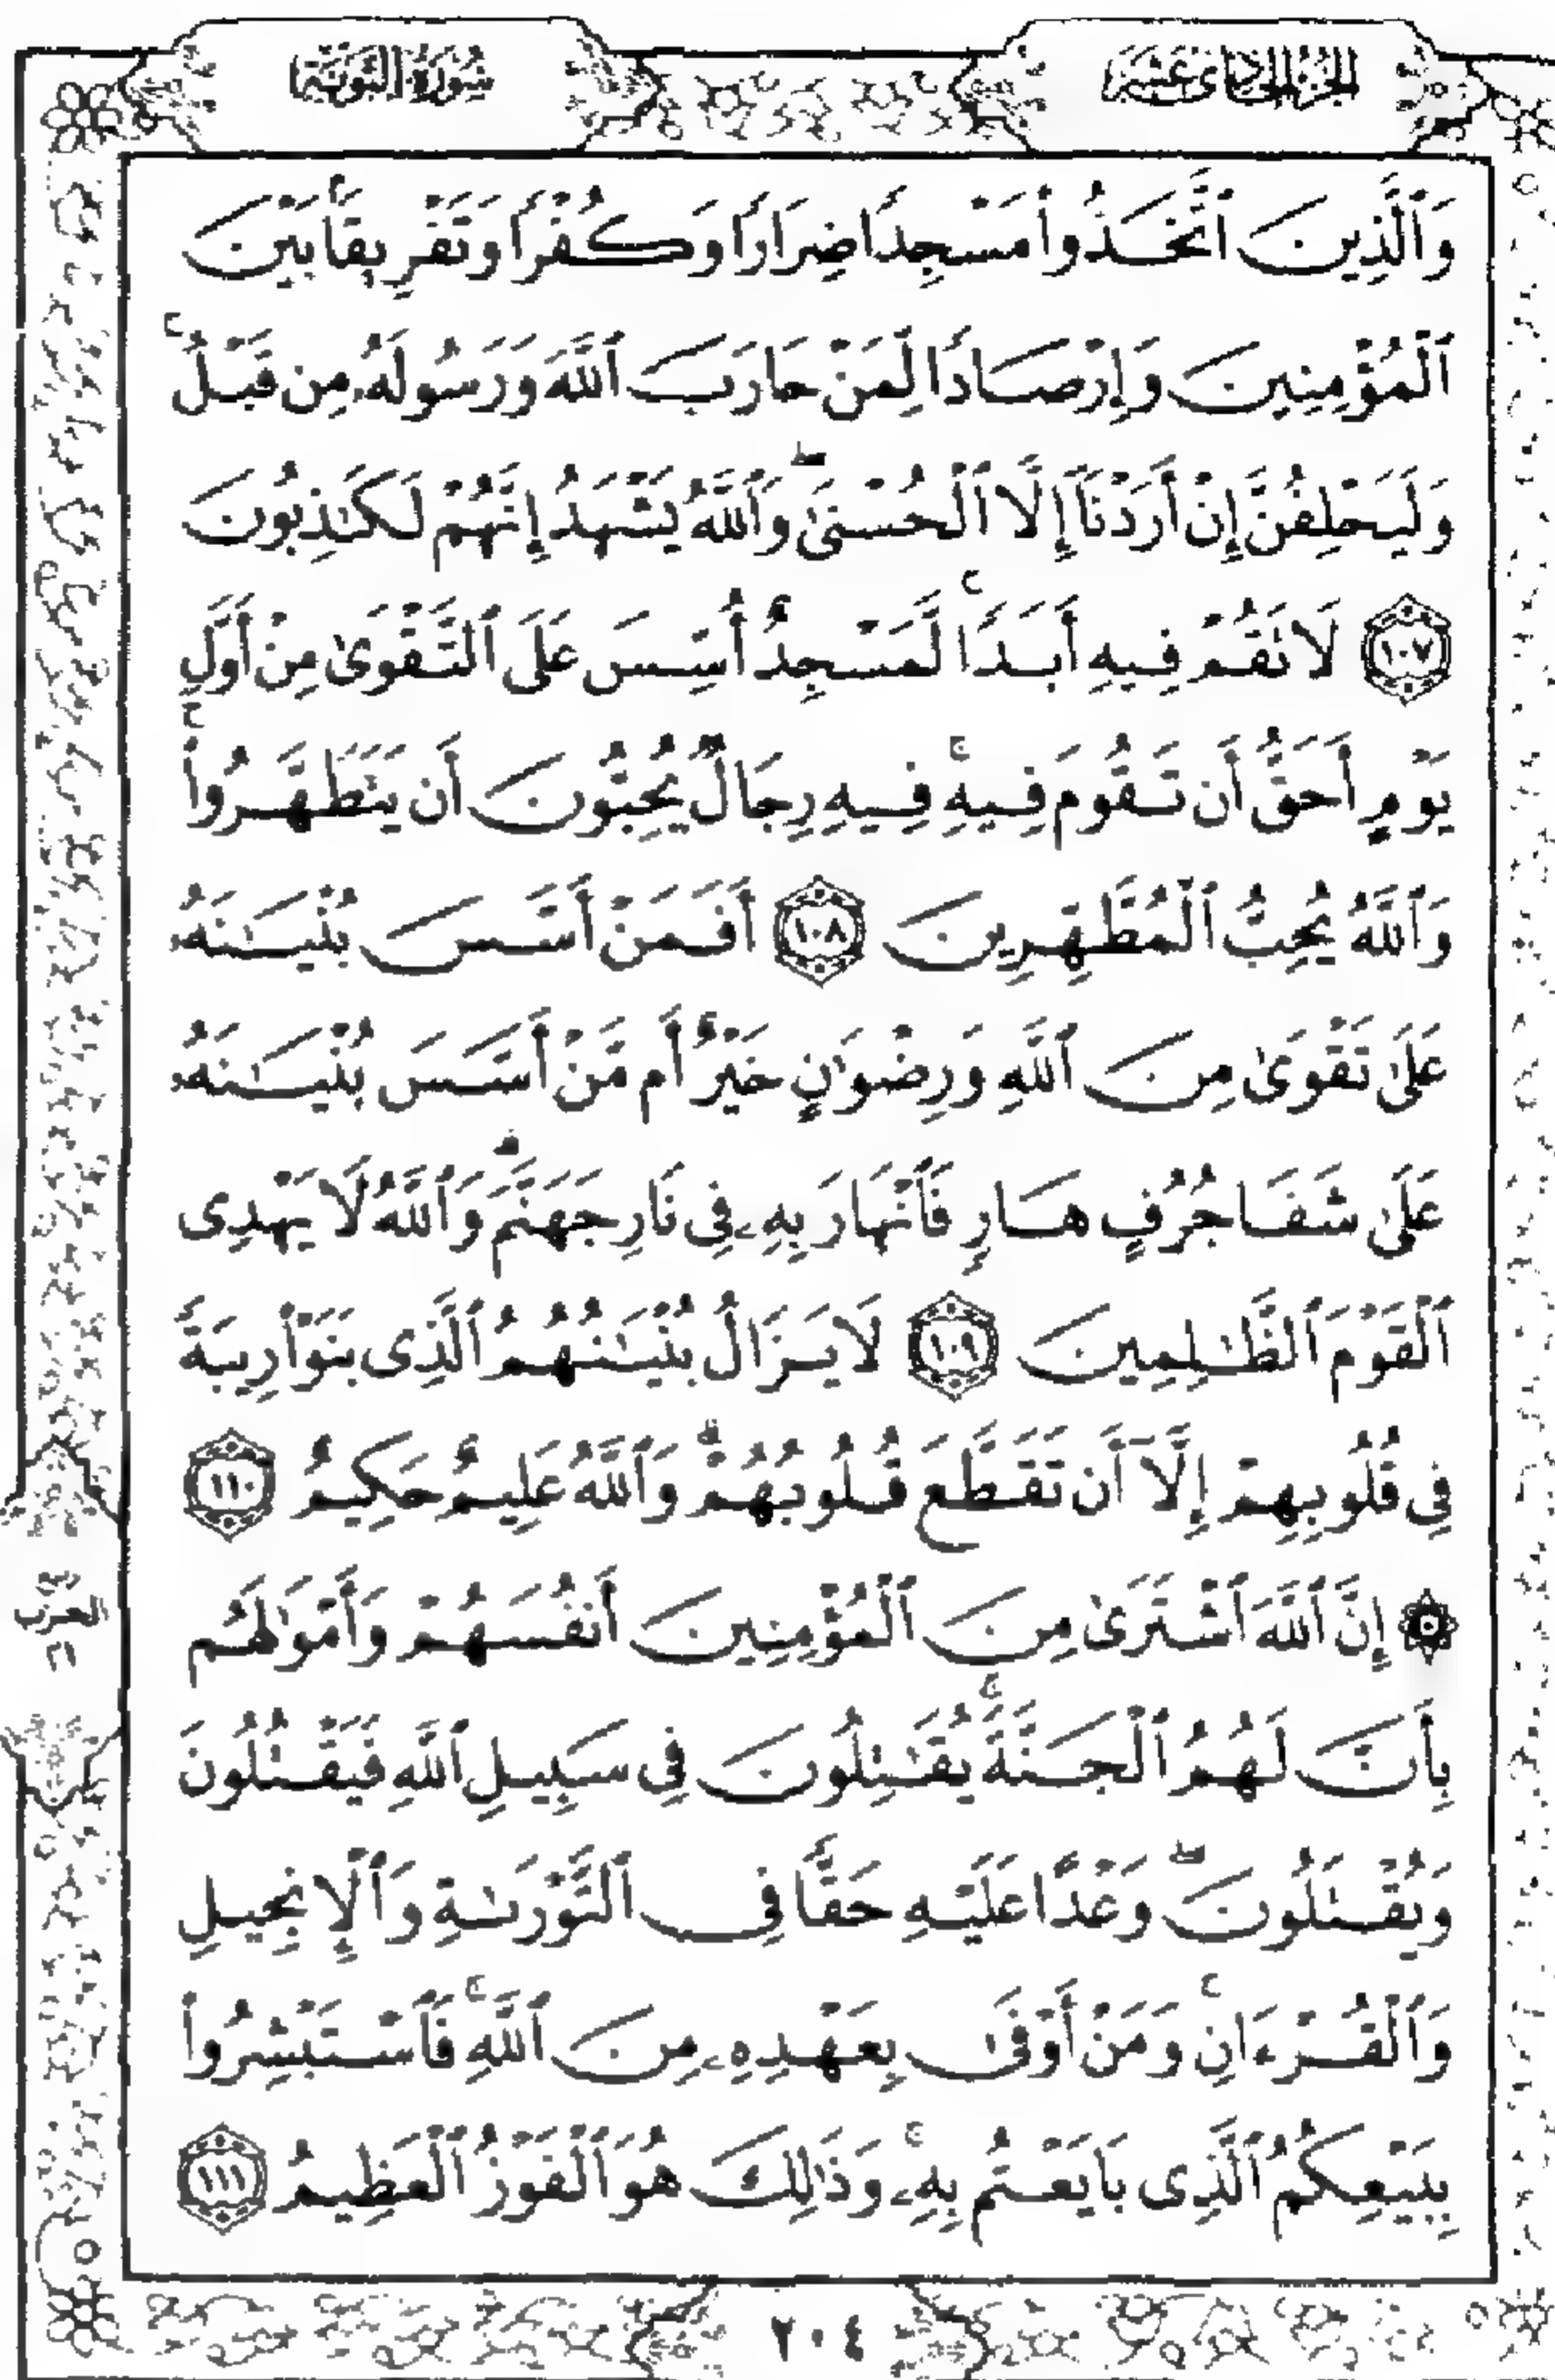 الجزء الحادي عشر
سورة التوبة
وَٱلَّذِينَ ٱتَّخَذُوا۟ مَسْجِدًا ضِرَارًا وَكُفْرًا وَتَفْرِيقًۢا بَيْنَ
ٱلْمُؤْمِنِينَ وَإِرْصَادًا لِّمَنْ حَارَبَ ٱللَّهَ وَرَسُولَهُۥ مِن قَبْلُ ۚ
وَلَيَحْلِفُنَّ إِنْ أَرَدْنَآ إِلَّا ٱلْحُسْنَىٰ ۖ وَٱللَّهُ يَشْهَدُ إِنَّهُمْ لَكَٰذِبُونَ
١٠٧ لَا تَقُمْ فِيهِ أَبَدًا ۚ لَّمَسْجِدٌ أُسِّسَ عَلَى ٱلتَّقْوَىٰ مِنْ أَوَّلِ
يَوْمٍ أَحَقُّ أَن تَقُومَ فِيهِ ۚ فِيهِ رِجَالٌ يُحِبُّونَ أَن يَتَطَهَّرُوا۟ ۚ
وَٱللَّهُ يُحِبُّ ٱلْمُطَّهِّرِينَ ١٠٨ أَفَمَنْ أَسَّسَ بُنْيَٰنَهُۥ
عَلَىٰ تَقْوَىٰ مِنَ ٱللَّهِ وَرِضْوَٰنٍ خَيْرٌ أَم مَّنْ أَسَّسَ بُنْيَٰنَهُۥ
عَلَىٰ شَفَا جُرُفٍ هَارٍ فَٱنْهَارَ بِهِۦ فِى نَارِ جَهَنَّمَ ۗ وَٱللَّهُ لَا يَهْدِى
ٱلْقَوْمَ ٱلظَّٰلِمِينَ ١٠٩ لَا يَزَالُ بُنْيَٰنُهُمُ ٱلَّذِى بَنَوْا۟ رِيبَةً
فِى قُلُوبِهِمْ إِلَّآ أَن تَقَطَّعَ قُلُوبُهُمْ ۗ وَٱللَّهُ عَلِيمٌ حَكِيمٌ ١١٠
۞ إِنَّ ٱللَّهَ ٱشْتَرَىٰ مِنَ ٱلْمُؤْمِنِينَ أَنفُسَهُمْ وَأَمْوَٰلَهُم
بِأَنَّ لَهُمُ ٱلْجَنَّةَ ۚ يُقَٰتِلُونَ فِى سَبِيلِ ٱللَّهِ فَيَقْتُلُونَ
وَيُقْتَلُونَ ۖ وَعْدًا عَلَيْهِ حَقًّا فِى ٱلتَّوْرَىٰةِ وَٱلْإِنجِيلِ
وَٱلْقُرْءَانِ ۚ وَمَنْ أَوْفَىٰ بِعَهْدِهِۦ مِنَ ٱللَّهِ ۚ فَٱسْتَبْشِرُوا۟
بِبَيْعِكُمُ ٱلَّذِى بَايَعْتُم بِهِۦ ۚ وَذَٰلِكَ هُوَ ٱلْفَوْزُ ٱلْعَظِيمُ ١١١
الحزب
٢٠٤